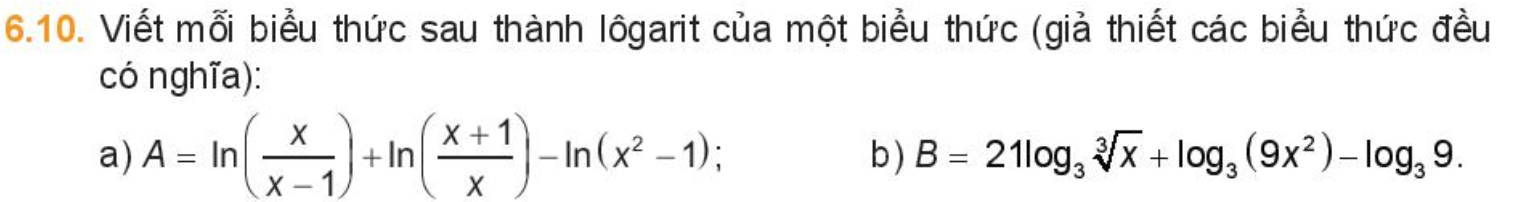 6.10. Viết mỗi biểu thức sau thành lôgarit của một biểu thức (giả thiết các biểu thức đều
có nghĩa):
a) A = ln(x/(x − 1)) + ln((x + 1)/x) − ln(x² − 1); b) B = 21log₃ ∛x + log₃ (9x²) − log₃ 9.